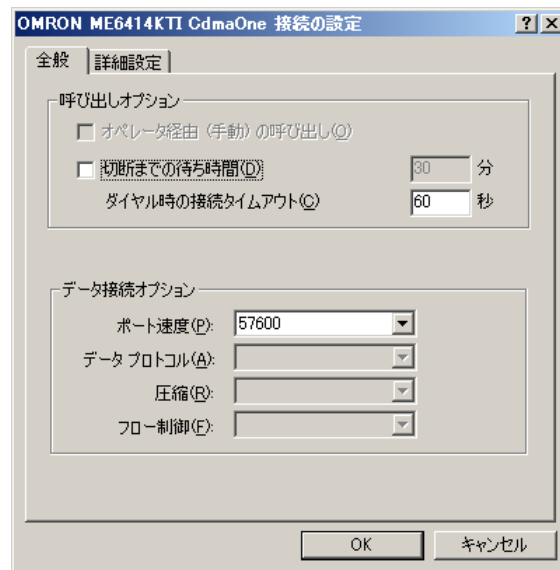 OMRON ME6414KTI CdmaOne 接続の設定
全般 詳細設定
呼び出しオプション
オペレータ経由 (手動) の呼び出し(O)
切断までの待ち時間(D) 30 分
ダイヤル時の接続タイムアウト(C) 60 秒
データ接続オプション
ポート速度(P): 57600
データ プロトコル(A):
圧縮(R):
フロー制御(F):
OK キャンセル